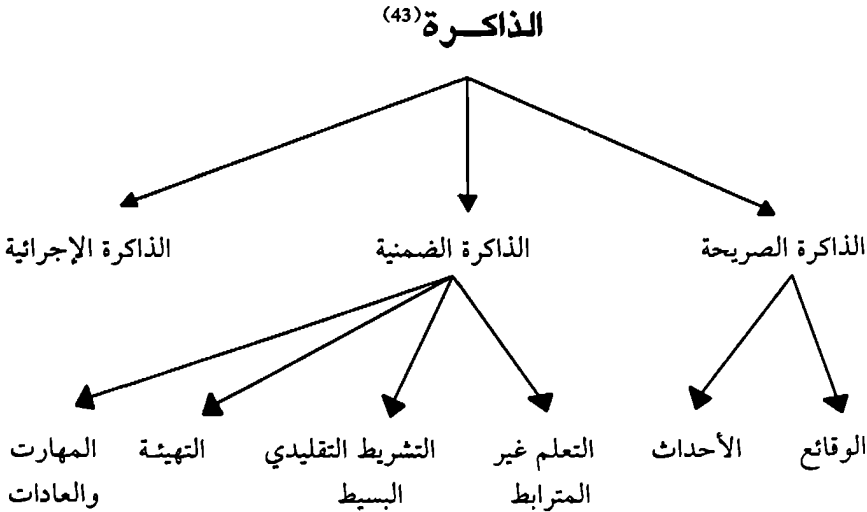 الذاكـــرة(43)
الذاكرة الصريحة الذاكرة الضمنية الذاكرة الإجرائية
الوقائع الأحداث التعلم غير التشريط التقليدي التهيئـة المهارت
المترابط البسيط والعادات